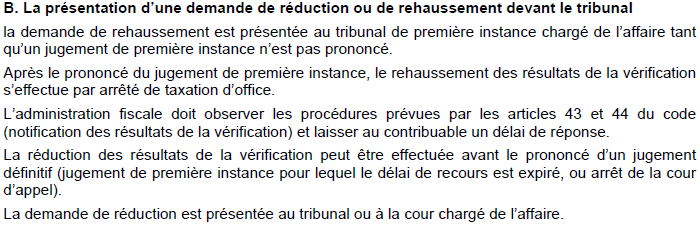 B. La présentation d'une demande de réduction ou de rehaussement devant le tribunal
la demande de rehaussement est présentée au tribunal de première instance chargé de l'affaire tant
qu'un jugement de première instance n'est pas prononcé.
Après le prononcé du jugement de première instance, le rehaussement des résultats de la vérification
s'effectue par arrêté de taxation d'office.
L'administration fiscale doit observer les procédures prévues par les articles 43 et 44 du code
(notification des résultats de la vérification) et laisser au contribuable un délai de réponse.
La réduction des résultats de la vérification peut être effectuée avant le prononcé d'un jugement
définitif (jugement de première instance pour lequel le délai de recours est expiré, ou arrêt de la cour
d'appel).
La demande de réduction est présentée au tribunal ou à la cour chargé de l'affaire.